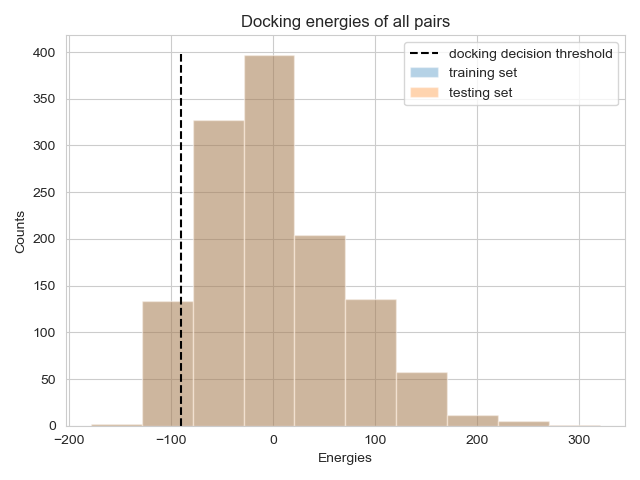 Docking energies of all pairs
docking decision threshold
training set
testing set
400
350
300
250
200
150
100
50
0
Counts
−200
−100
0
100
200
300
Energies